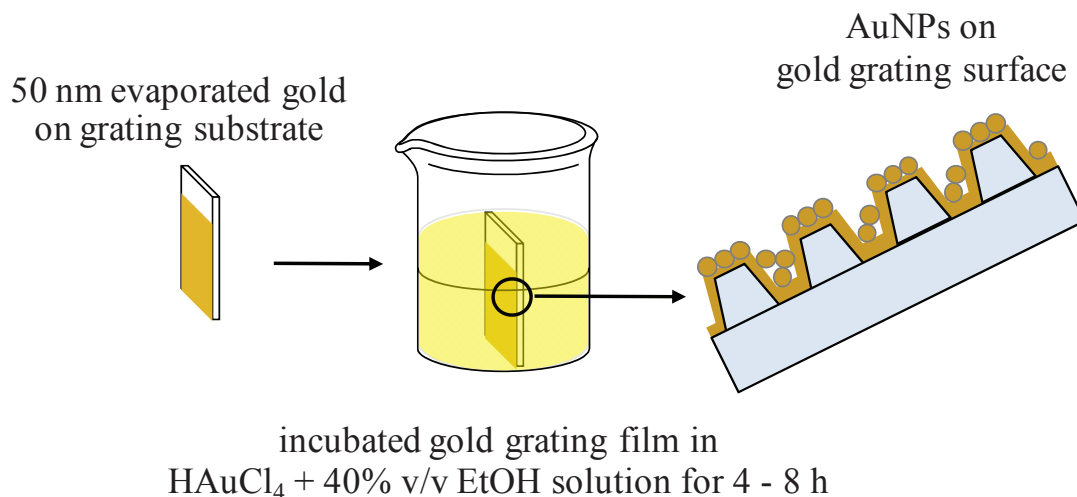 50 nm evaporated gold
on grating substrate
AuNPs on
gold grating surface
incubated gold grating film in
HAuCl₄ + 40% v/v EtOH solution for 4 - 8 h